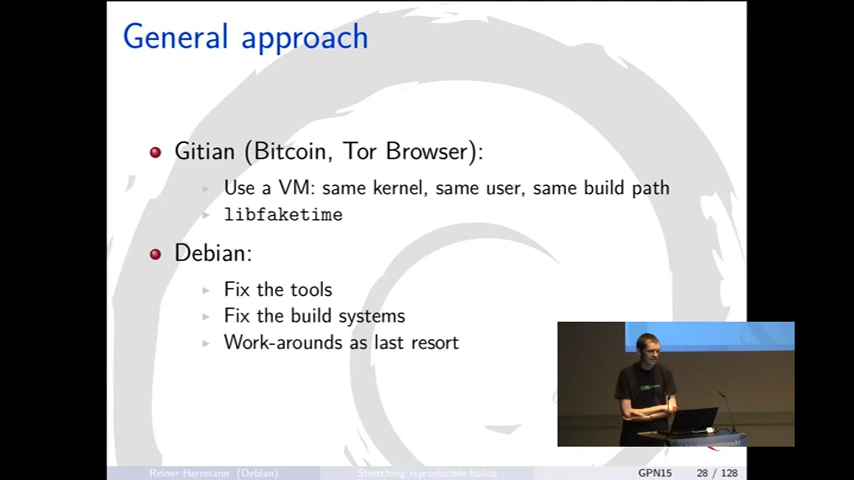 General approach
Gitian (Bitcoin, Tor Browser):
Use a VM: same kernel, same user, same build path
libfaketime
Debian:
Fix the tools
Fix the build systems
Work-arounds as last resort
Reiner Herrmann (Debian)
Stretching reproducible builds
GPN15
28 / 128